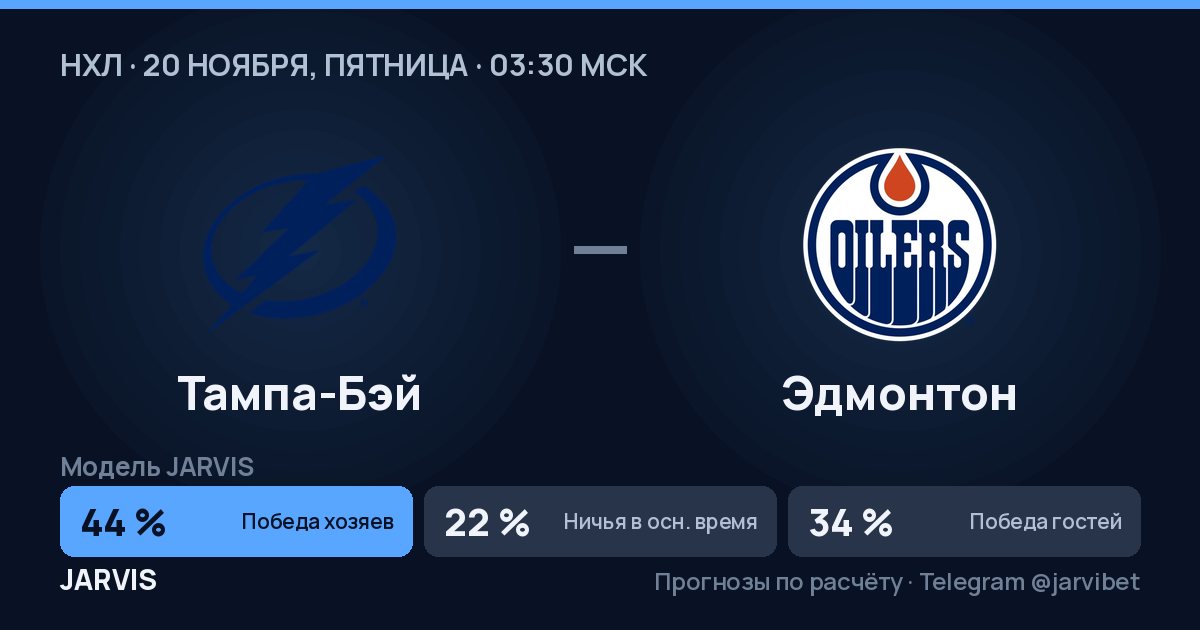 НХЛ · 20 НОЯБРЯ, ПЯТНИЦА · 03:30 МСК
OILERS
Тампа-Бэй
Эдмонтон
Модель JARVIS
44 % Победа хозяев
22 % Ничья в осн. время
34 % Победа гостей
JARVIS
Прогнозы по расчёту · Telegram @jarvibet